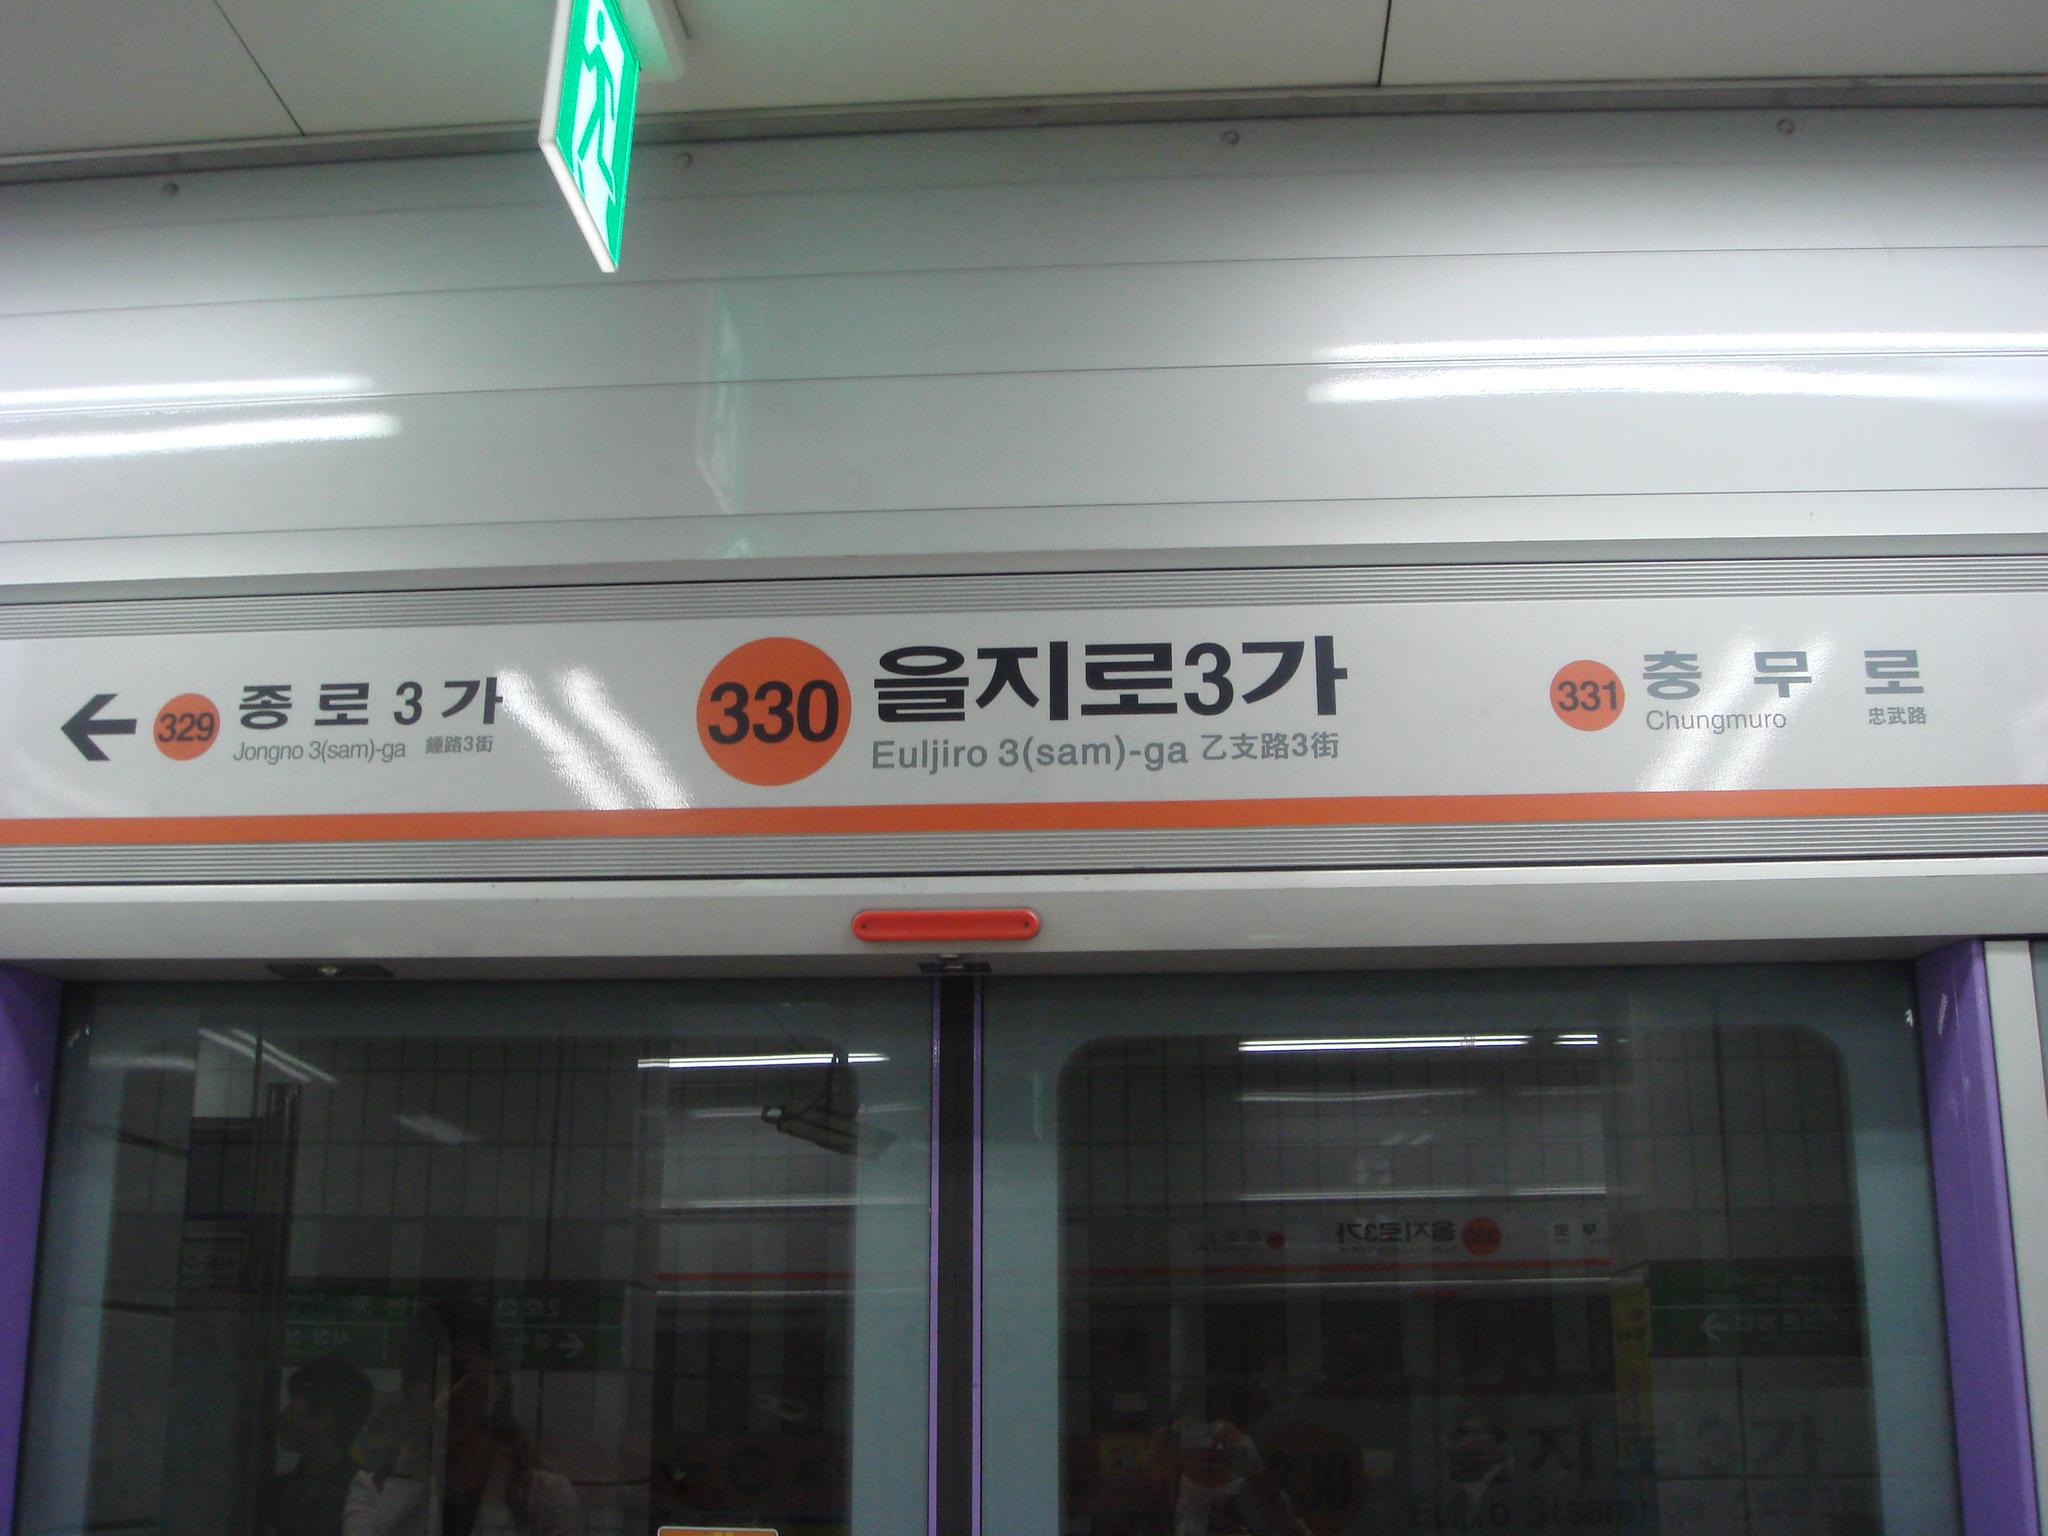 329 종로3가
Jongno 3(sam)-ga 鍾路3街
330 을지로3가
Euljiro 3(sam)-ga 乙支路3街
331 충무로
Chungmuro 忠武路